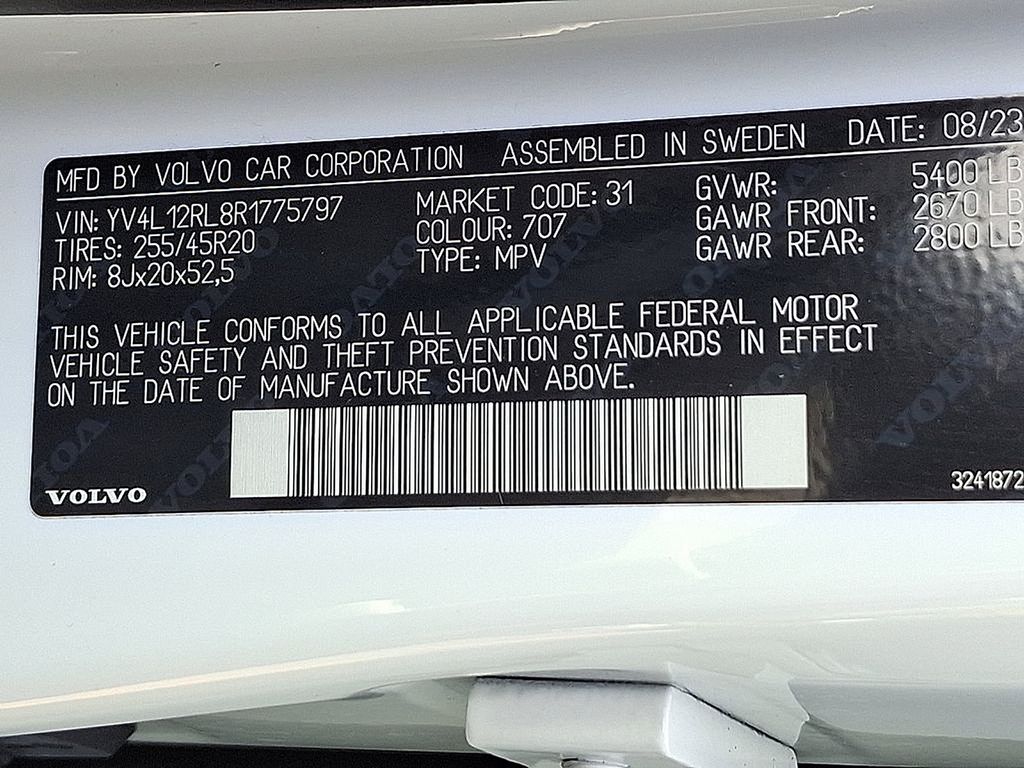 MFD BY VOLVO CAR CORPORATION ASSEMBLED IN SWEDEN DATE: 08/23
VIN: YV4L12RL8R1775797 MARKET CODE: 31 GVWR: 5400 LB
TIRES: 255/45R20 COLOUR: 707 GAWR FRONT: 2670 LB
RIM: 8Jx20x52,5 TYPE: MPV GAWR REAR: 2800 LB
THIS VEHICLE CONFORMS TO ALL APPLICABLE FEDERAL MOTOR
VEHICLE SAFETY AND THEFT PREVENTION STANDARDS IN EFFECT
ON THE DATE OF MANUFACTURE SHOWN ABOVE.
VOLVO 3241872